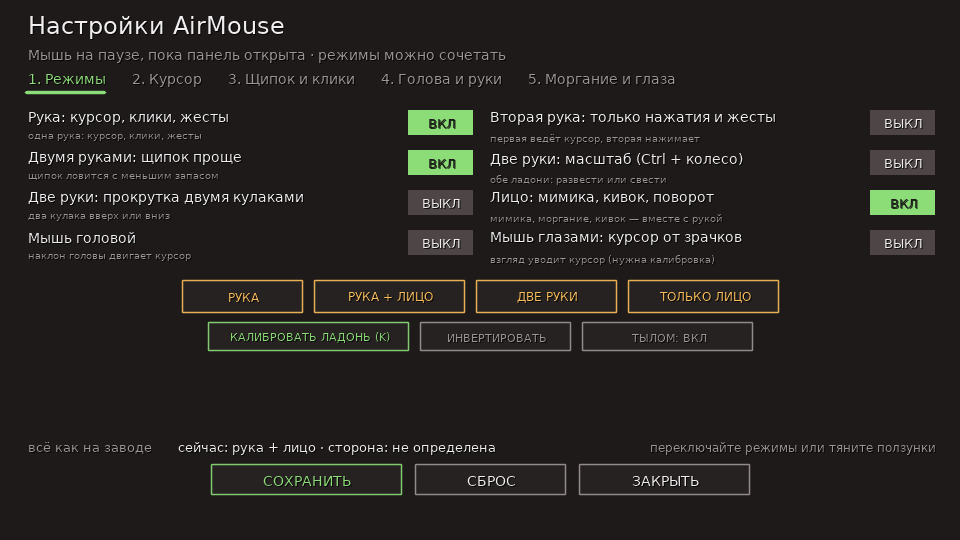 Настройки AirMouse
Мышь на паузе, пока панель открыта · режимы можно сочетать
1. Режимы 2. Курсор 3. Щипок и клики 4. Голова и руки 5. Моргание и глаза
Рука: курсор, клики, жесты ВКЛ
одна рука: курсор, клики, жесты
Двумя руками: щипок проще ВКЛ
щипок ловится с меньшим запасом
Две руки: прокрутка двумя кулаками ВЫКЛ
два кулака вверх или вниз
Мышь головой ВЫКЛ
наклон головы двигает курсор
Вторая рука: только нажатия и жесты ВЫКЛ
первая ведёт курсор, вторая нажимает
Две руки: масштаб (Ctrl + колесо) ВЫКЛ
обе ладони: развести или свести
Лицо: мимика, кивок, поворот ВКЛ
мимика, моргание, кивок — вместе с рукой
Мышь глазами: курсор от зрачков ВЫКЛ
взгляд уводит курсор (нужна калибровка)
РУКА РУКА + ЛИЦО ДВЕ РУКИ ТОЛЬКО ЛИЦО
КАЛИБРОВАТЬ ЛАДОНЬ (K) ИНВЕРТИРОВАТЬ ТЫЛОМ: ВКЛ
всё как на заводе сейчас: рука + лицо · сторона: не определена переключайте режимы или тяните ползунки
СОХРАНИТЬ СБРОС ЗАКРЫТЬ